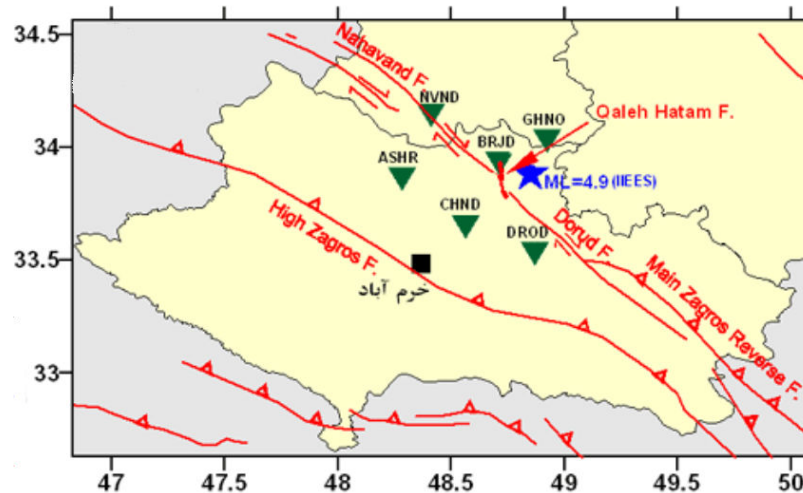 34.5
34
33.5
33
Nahavand F.
NVND
GHNO
Qaleh Hatam F.
BRJD
ASHR
ML=4.9 (IIEES)
CHND
DROD
Dorud F.
High Zagros F.
Main Zagros Reverse F.
خرم آباد
47
47.5
48
48.5
49
49.5
50